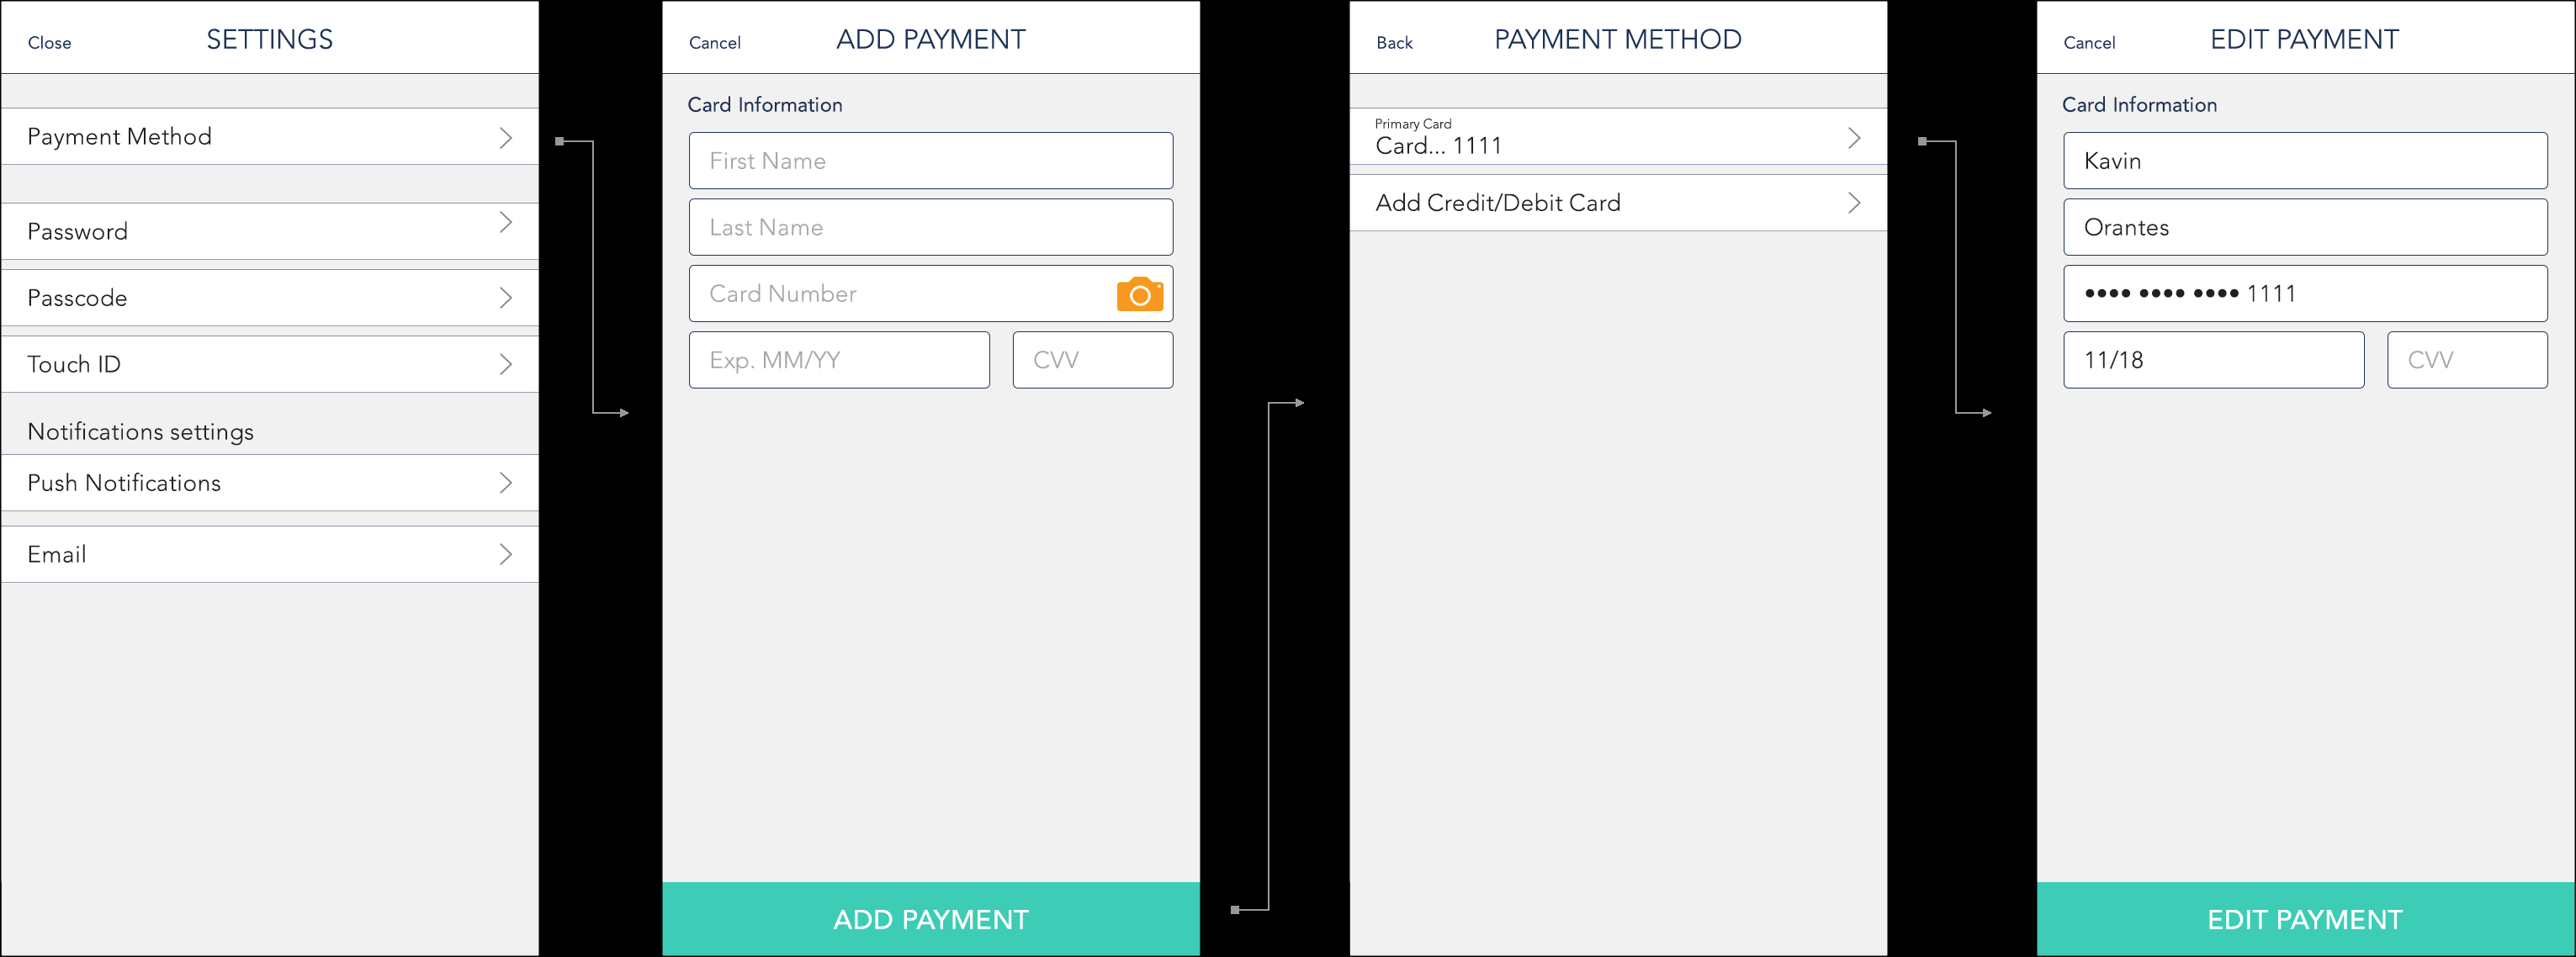 Close SETTINGS
Payment Method
Password
Passcode
Touch ID
Notifications settings
Push Notifications
Email
Cancel ADD PAYMENT
Card Information
First Name
Last Name
Card Number
Exp. MM/YY CVV
ADD PAYMENT
Back PAYMENT METHOD
Primary Card
Card... 1111
Add Credit/Debit Card
Cancel EDIT PAYMENT
Card Information
Kavin
Orantes
•••• •••• •••• 1111
11/18 CVV
EDIT PAYMENT